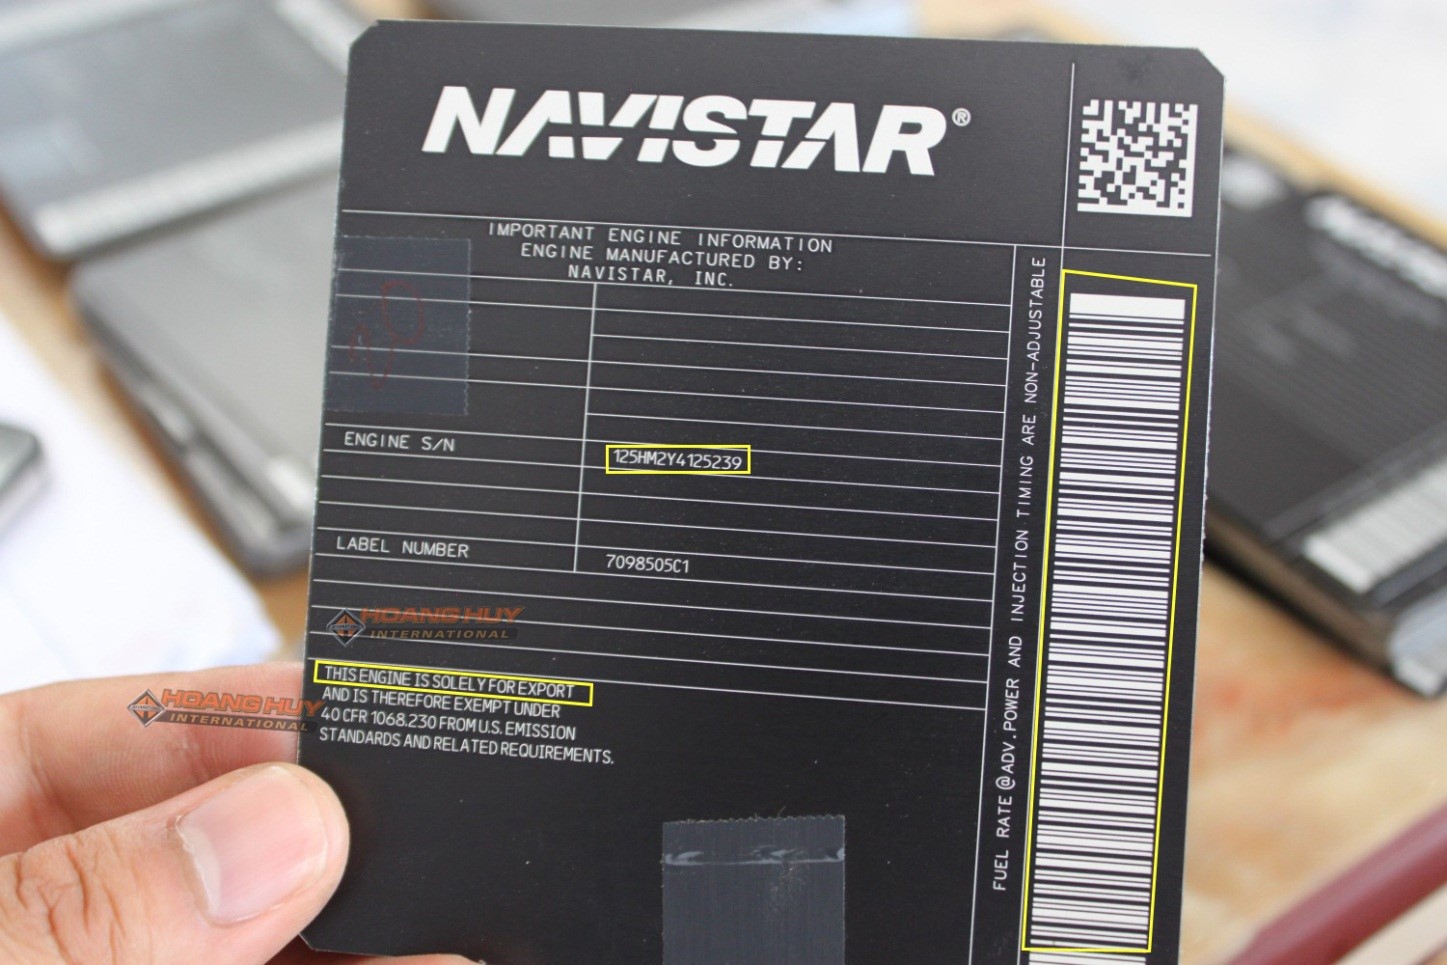 NAVISTAR®
IMPORTANT ENGINE INFORMATION
ENGINE MANUFACTURED BY:
NAVISTAR, INC.
ENGINE S/N
125HM2Y4125239
LABEL NUMBER
7098505C1
HOANG HUY
INTERNATIONAL
THIS ENGINE IS SOLELY FOR EXPORT
AND IS THEREFORE EXEMPT UNDER
40 CFR 1068.230 FROM U.S. EMISSION
STANDARDS AND RELATED REQUIREMENTS.
HOANG HUY
INTERNATIONAL
FUEL RATE @ADV.POWER AND INJECTION TIMING ARE NON-ADJUSTABLE